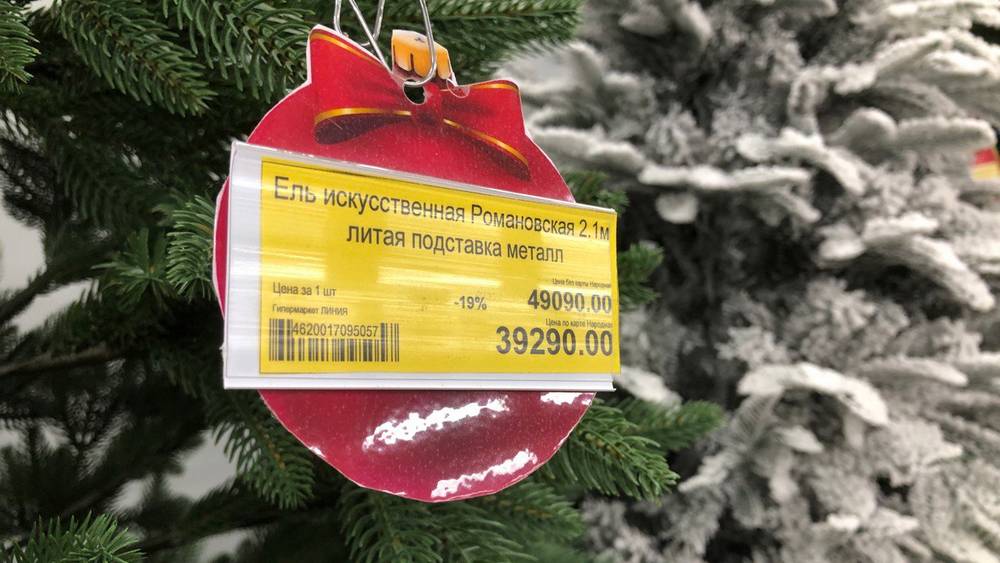 Ель искусственная Романовская 2.1м
литая подставка металл
Цена без карты Народная
Цена за 1 шт
-19%
49090.00
Гипермаркет ЛИНИЯ
Цена по карте Народная
4620017095057
39290.00